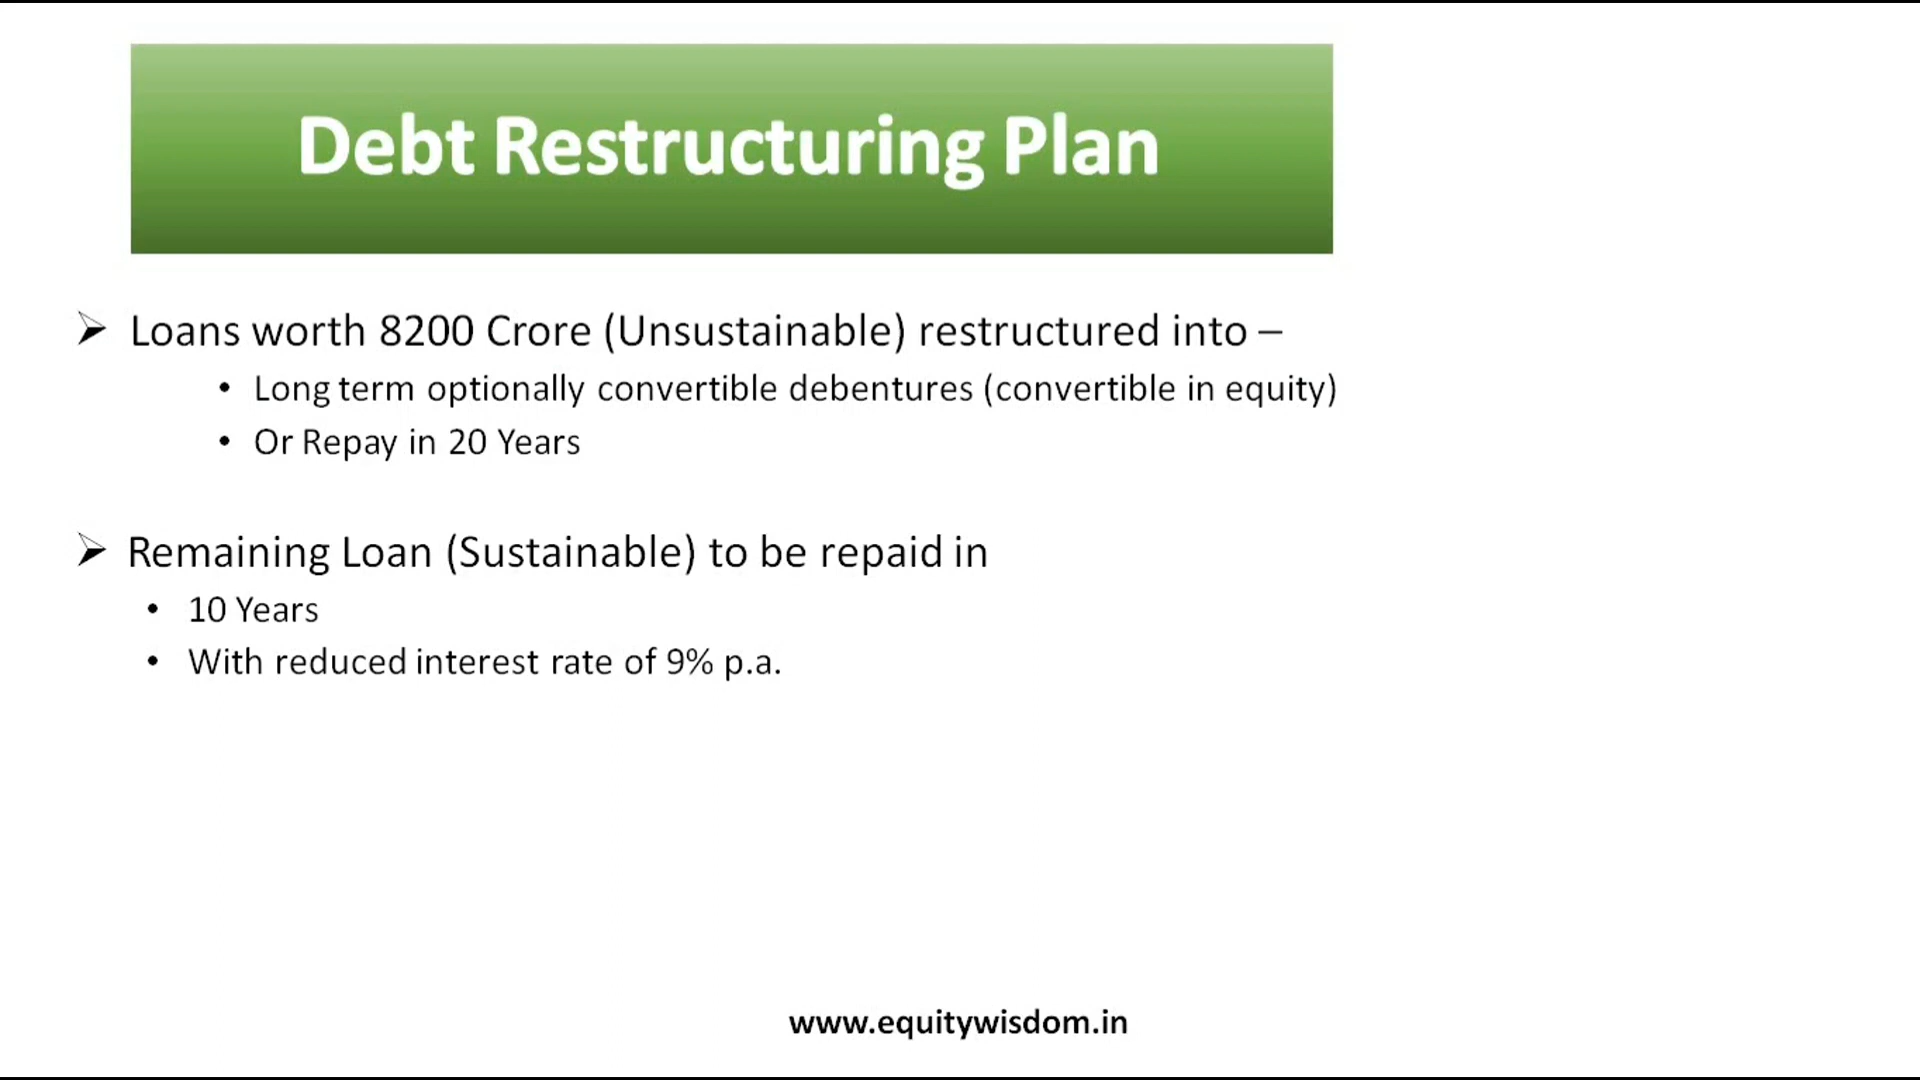 Debt Restructuring Plan
➢ Loans worth 8200 Crore (Unsustainable) restructured into –
• Long term optionally convertible debentures (convertible in equity)
• Or Repay in 20 Years
➢ Remaining Loan (Sustainable) to be repaid in
• 10 Years
• With reduced interest rate of 9% p.a.
www.equitywisdom.in